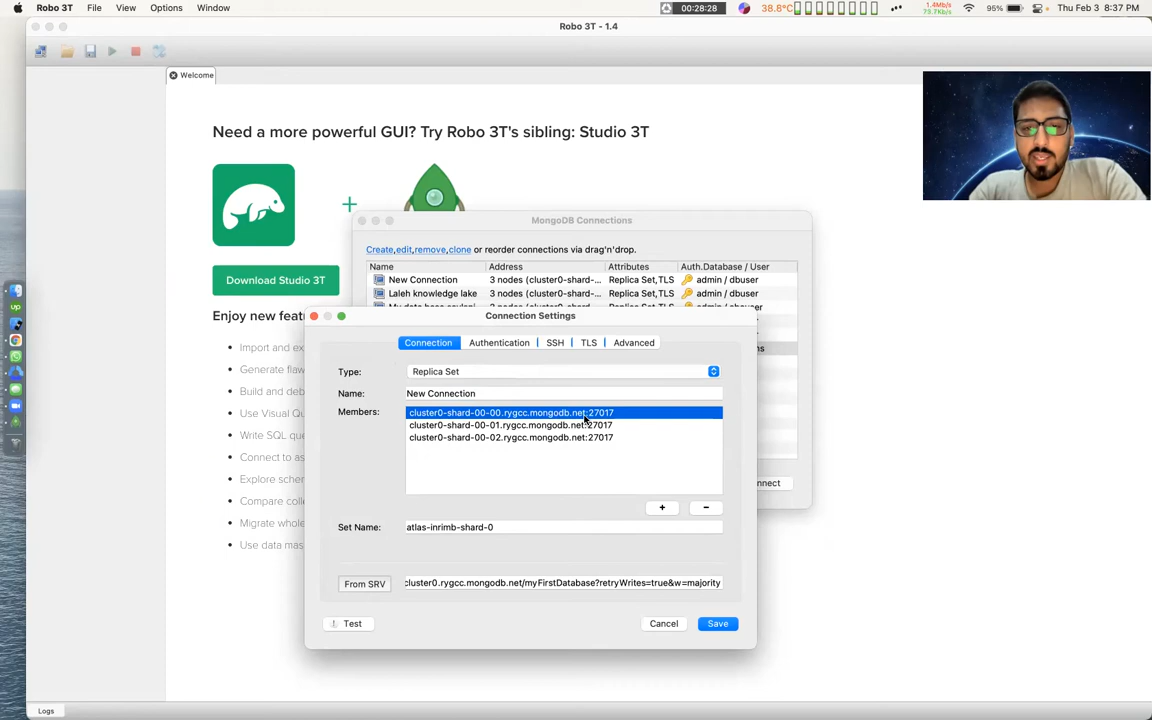 Robo 3T File View Options Window 00:28:28 38.8°C 1.4Mb/s 79.7Kb/s 95% Thu Feb 3 8:37 PM
Robo 3T - 1.4
Welcome
Need a more powerful GUI? Try Robo 3T's sibling: Studio 3T
+
MongoDB Connections
Create, edit, remove, clone or reorder connections via drag'n'drop.
Name Address Attributes Auth.Database / User
New Connection 3 nodes (cluster0-shard-... Replica Set,TLS admin / dbuser
Laleh knowledge lake 3 nodes (cluster0-shard-... Replica Set,TLS admin / dbuser
Download Studio 3T
Enjoy new featu
Import and ex
Generate flaw
Build and deb
Use Visual Qu
Write SQL que
Connect to as
Explore scher
Compare colle
Migrate whole
Use data mas
nnect
Connection Settings
Connection Authentication SSH TLS Advanced
Type: Replica Set
Name: New Connection
Members: cluster0-shard-00-00.rygcc.mongodb.net:27017
cluster0-shard-00-01.rygcc.mongodb.net:27017
cluster0-shard-00-02.rygcc.mongodb.net:27017
+ −
Set Name: atlas-inrimb-shard-0
From SRV cluster0.rygcc.mongodb.net/myFirstDatabase?retryWrites=true&w=majority
Test Cancel Save
Logs